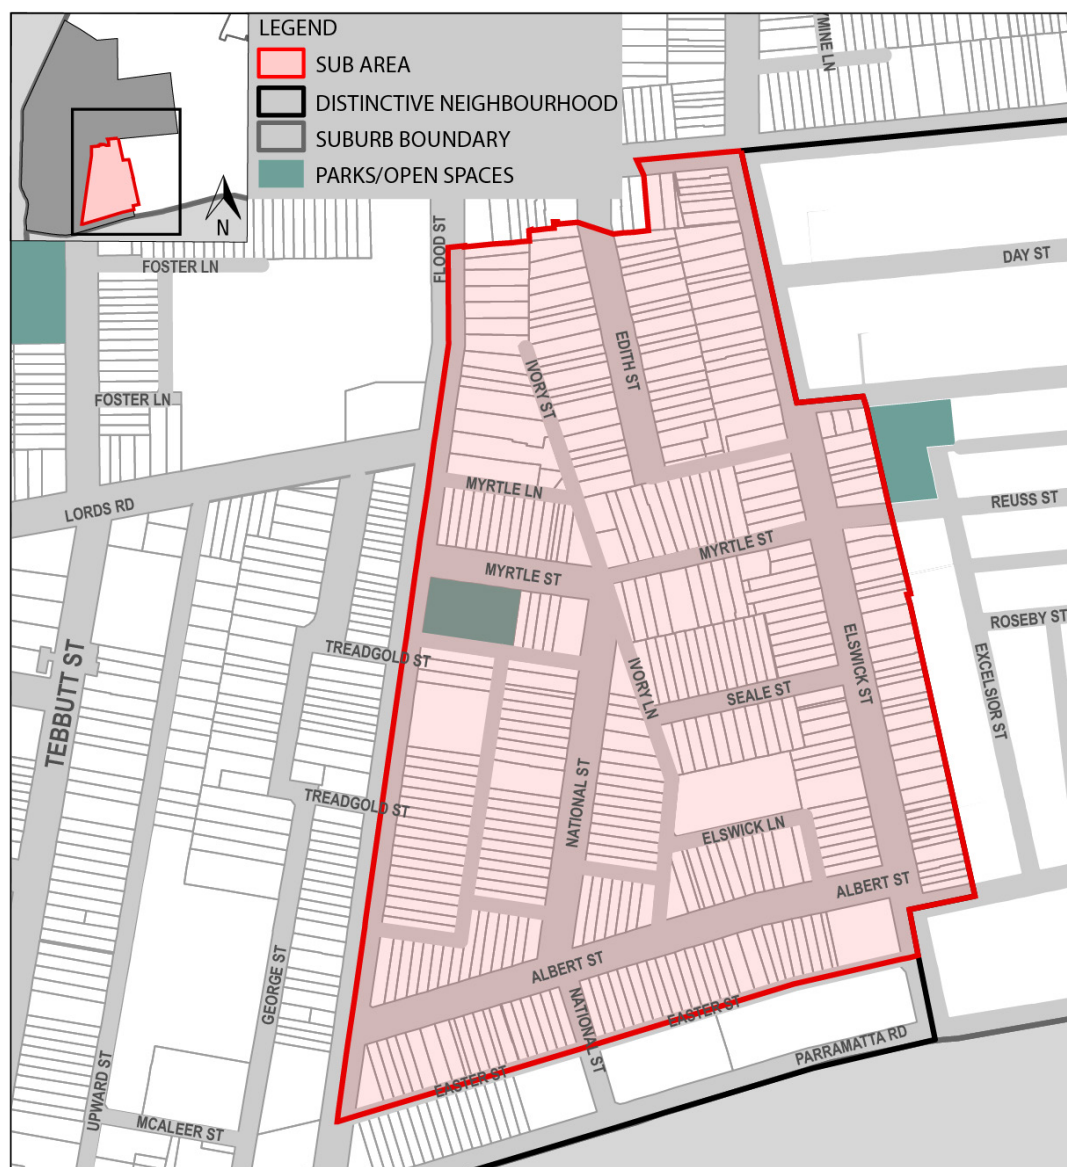 LEGEND
SUB AREA
DISTINCTIVE NEIGHBOURHOOD
SUBURB BOUNDARY
PARKS/OPEN SPACES
N
MINE LN
FLOOD ST
FOSTER LN
DAY ST
EDITH ST
IVORY ST
FOSTER LN
LORDS RD
MYRTLE LN
REUSS ST
MYRTLE ST
MYRTLE ST
ROSEBY ST
TREADGOLD ST
ELSWICK ST
EXCELSIOR ST
IVORY LN
SEALE ST
TEBBUTT ST
TREADGOLD ST
NATIONAL ST
ELSWICK LN
ALBERT ST
ALBERT ST
GEORGE ST
NATIONAL ST
EASTER ST
PARRAMATTA RD
EASTER ST
UPWARD ST
MCALEER ST